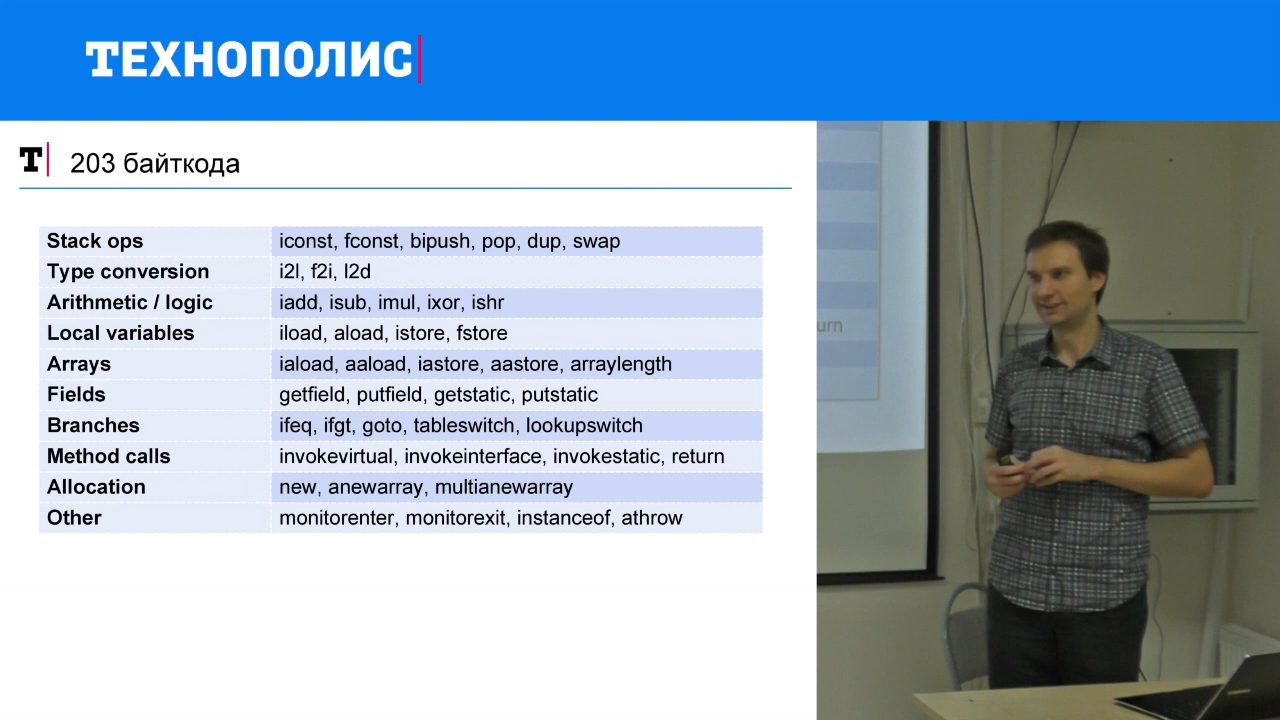 ТЕХНОПОЛИС
Т 203 байткода
Stack ops iconst, fconst, bipush, pop, dup, swap
Type conversion i2l, f2i, l2d
Arithmetic / logic iadd, isub, imul, ixor, ishr
Local variables iload, aload, istore, fstore
Arrays iaload, aaload, iastore, aastore, arraylength
Fields getfield, putfield, getstatic, putstatic
Branches ifeq, ifgt, goto, tableswitch, lookupswitch
Method calls invokevirtual, invokeinterface, invokestatic, return
Allocation new, anewarray, multianewarray
Other monitorenter, monitorexit, instanceof, athrow
urn